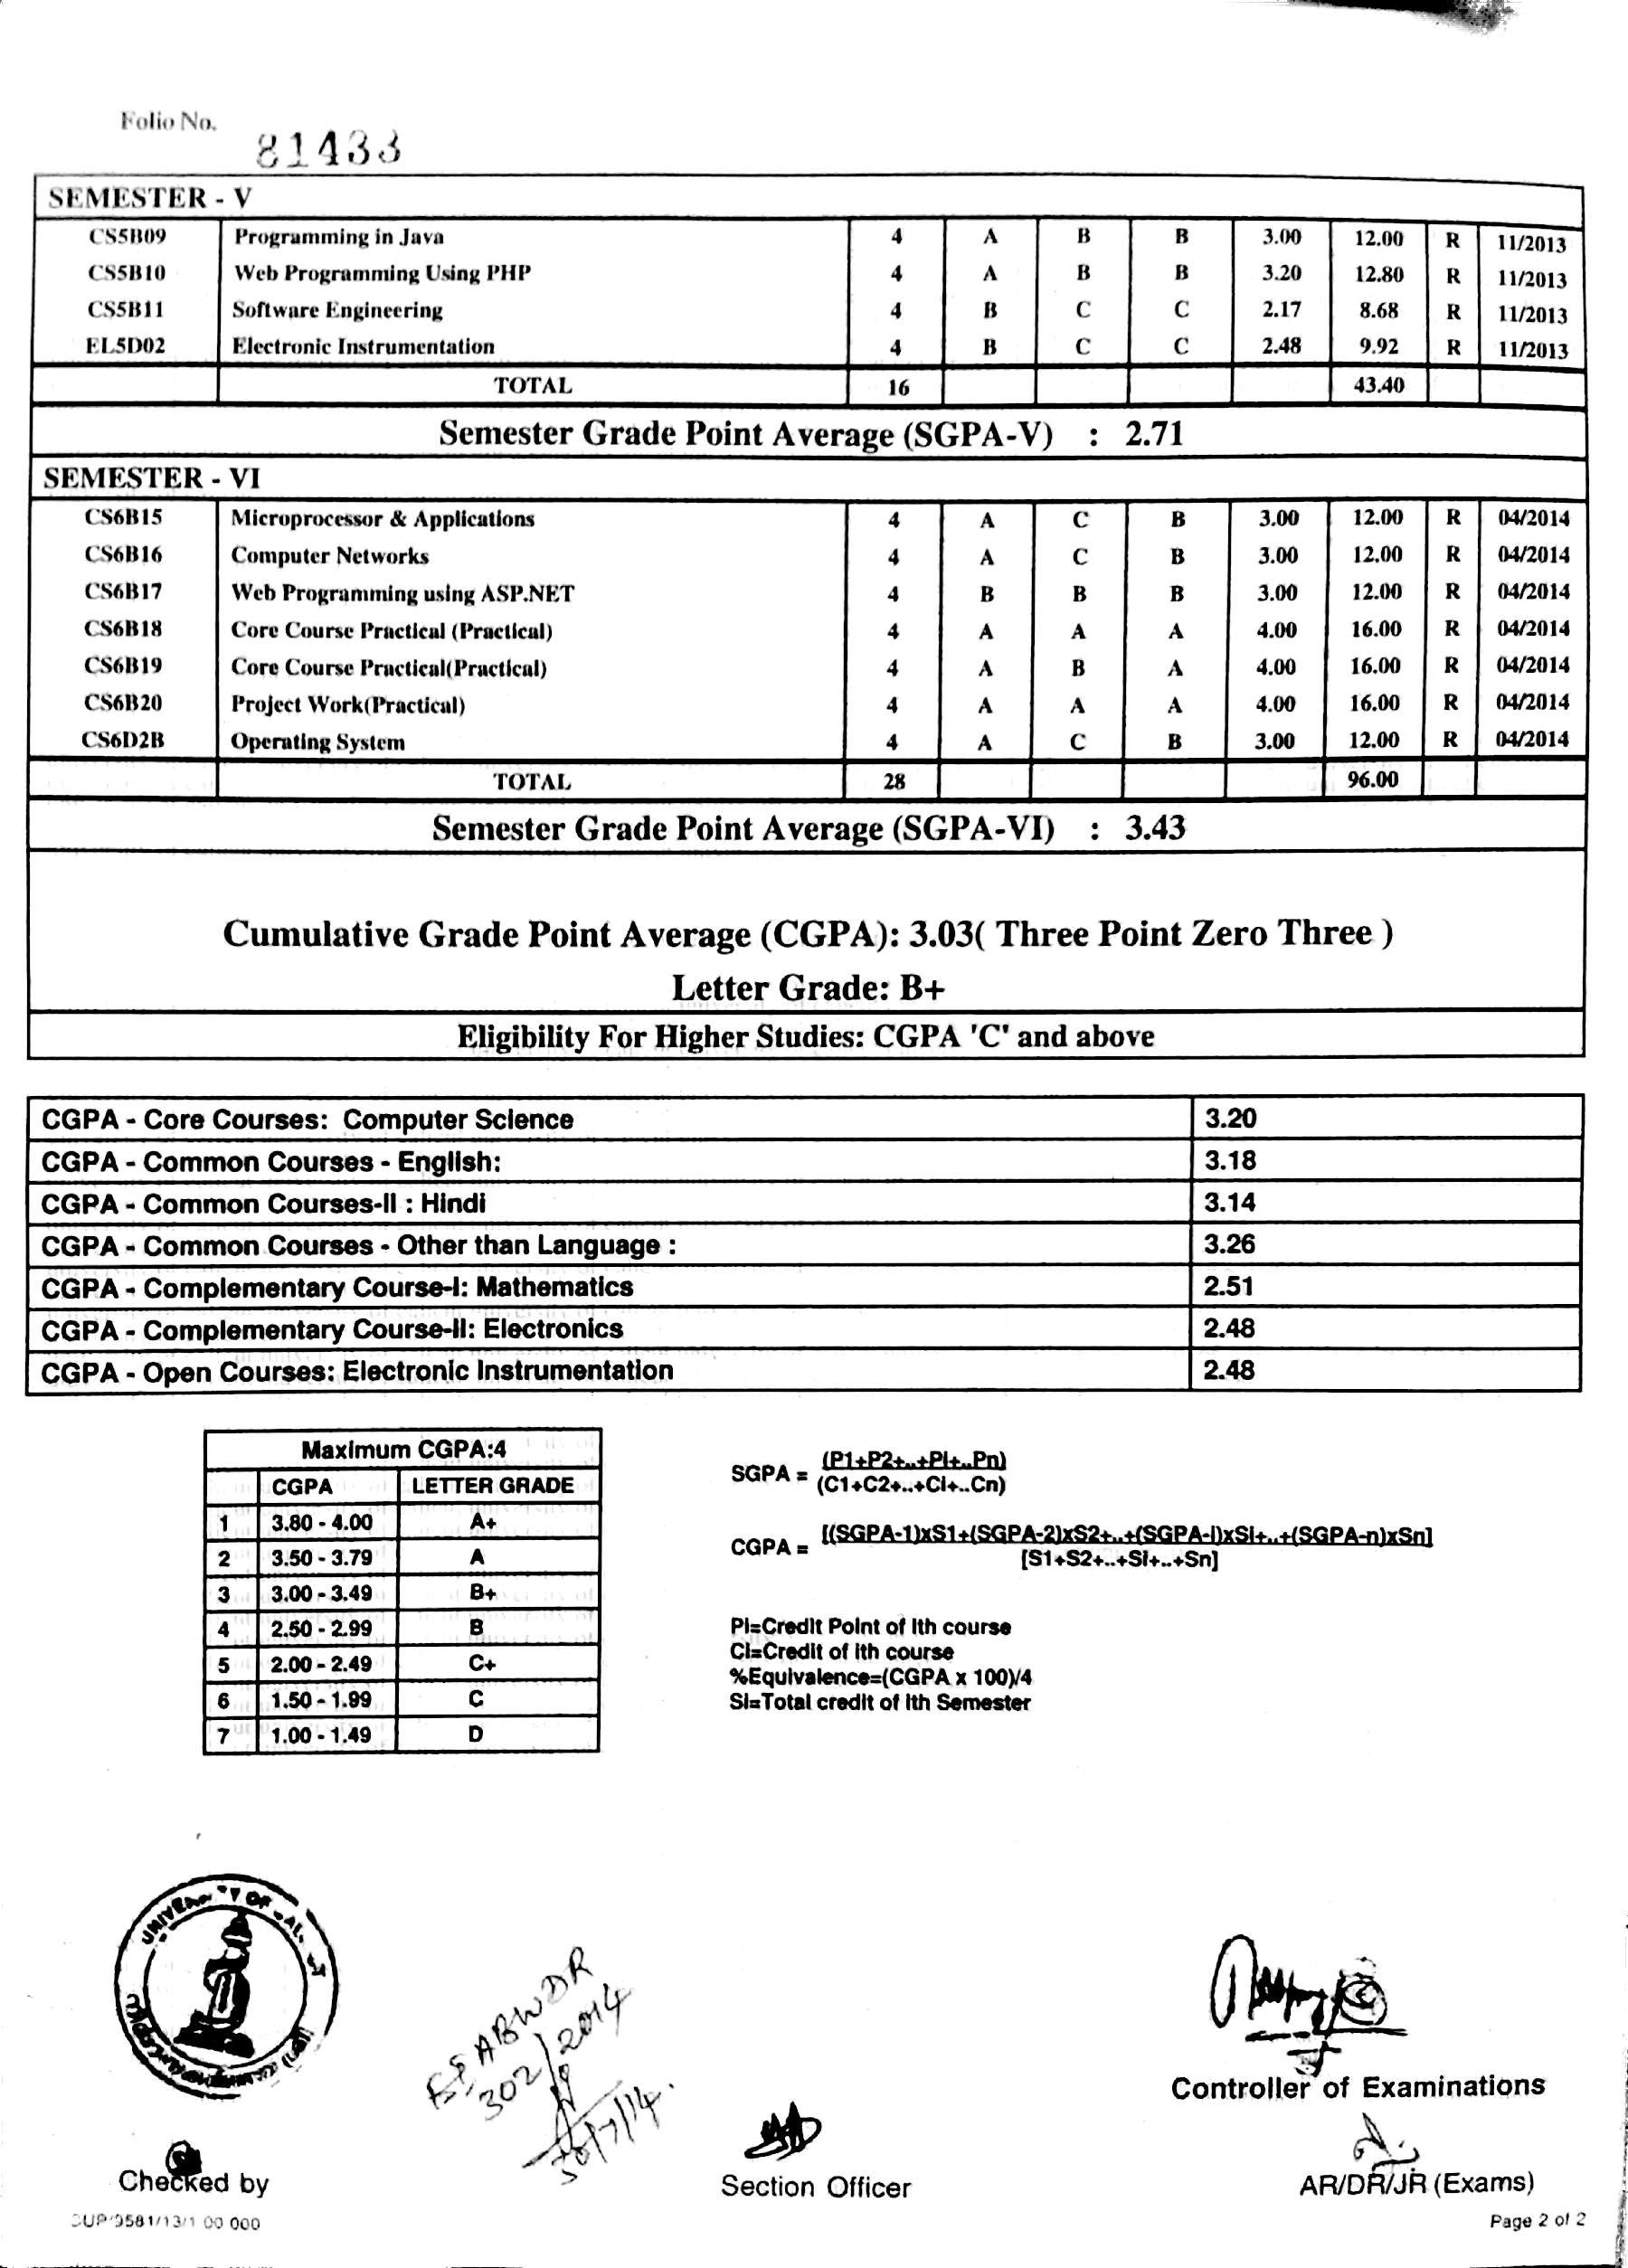 Folio No.
81433
SEMESTER - V
CS5B09 Programming in Java 4 A B B 3.00 12.00 R 11/2013
CS5B10 Web Programming Using PHP 4 A B B 3.20 12.80 R 11/2013
CS5B11 Software Engineering 4 B C C 2.17 8.68 R 11/2013
EL5D02 Electronic Instrumentation 4 B C C 2.48 9.92 R 11/2013
TOTAL 16 43.40
Semester Grade Point Average (SGPA-V) : 2.71
SEMESTER - VI
CS6B15 Microprocessor & Applications 4 A C B 3.00 12.00 R 04/2014
CS6B16 Computer Networks 4 A C B 3.00 12.00 R 04/2014
CS6B17 Web Programming using ASP.NET 4 B B B 3.00 12.00 R 04/2014
CS6B18 Core Course Practical (Practical) 4 A A A 4.00 16.00 R 04/2014
CS6B19 Core Course Practical(Practical) 4 A B A 4.00 16.00 R 04/2014
CS6B20 Project Work(Practical) 4 A A A 4.00 16.00 R 04/2014
CS6D2B Operating System 4 A C B 3.00 12.00 R 04/2014
TOTAL 28 96.00
Semester Grade Point Average (SGPA-VI) : 3.43
Cumulative Grade Point Average (CGPA): 3.03( Three Point Zero Three )
Letter Grade: B+
Eligibility For Higher Studies: CGPA 'C' and above
CGPA - Core Courses: Computer Science 3.20
CGPA - Common Courses - English: 3.18
CGPA - Common Courses-II : Hindi 3.14
CGPA - Common Courses - Other than Language : 3.26
CGPA - Complementary Course-I: Mathematics 2.51
CGPA - Complementary Course-II: Electronics 2.48
CGPA - Open Courses: Electronic Instrumentation 2.48
Maximum CGPA:4
CGPA LETTER GRADE
1 3.80 - 4.00 A+
2 3.50 - 3.79 A
3 3.00 - 3.49 B+
4 2.50 - 2.99 B
5 2.00 - 2.49 C+
6 1.50 - 1.99 C
7 1.00 - 1.49 D
SGPA = (P1+P2+..+Pi+..Pn)
(C1+C2+..+Ci+..Cn)
CGPA = [(SGPA-1)xS1+(SGPA-2)xS2+..+(SGPA-i)xSi+..+(SGPA-n)xSn]
[S1+S2+..+Si+..+Sn]
Pi=Credit Point of ith course
Ci=Credit of ith course
%Equivalence=(CGPA x 100)/4
Si=Total credit of ith Semester
OF
302
2014
30/7/14.
Controller of Examinations
Checked by
Section Officer
AR/DR/JR (Exams)
9581/13/1 00 000
Page 2 of 2